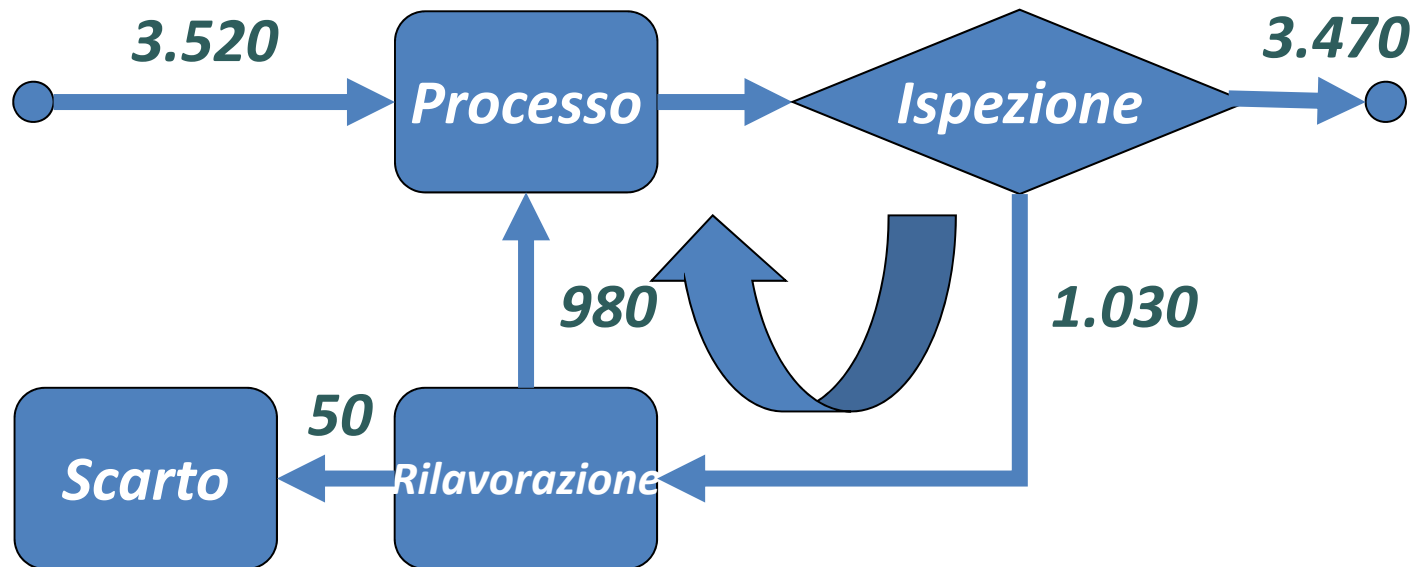 3.520
3.470
Processo
Ispezione
980
1.030
50
Scarto
Rilavorazione